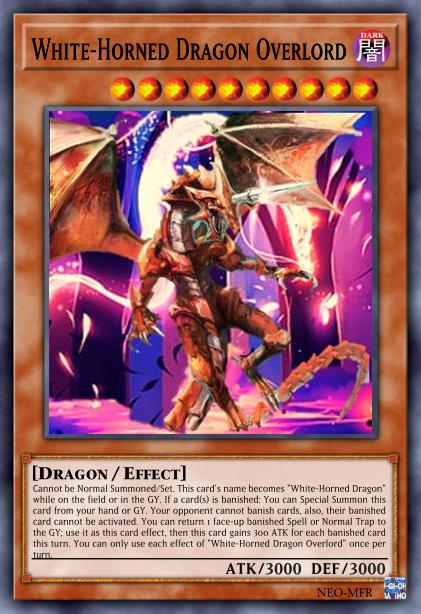 White-Horned Dragon Overlord
DARK
闇
[Dragon / Effect]
Cannot be Normal Summoned/Set. This card's name becomes "White-Horned Dragon"
while on the field or in the GY. If a card(s) is banished: You can Special Summon this
card from your hand or GY. Your opponent cannot banish cards, also, their banished
card cannot be activated. You can return 1 face-up banished Spell or Normal Trap to
the GY; use it as this card effect, then this card gains 300 ATK for each banished card
this turn. You can only use each effect of "White-Horned Dragon Overlord" once per
turn.
ATK/3000 DEF/3000
NEO-MFR